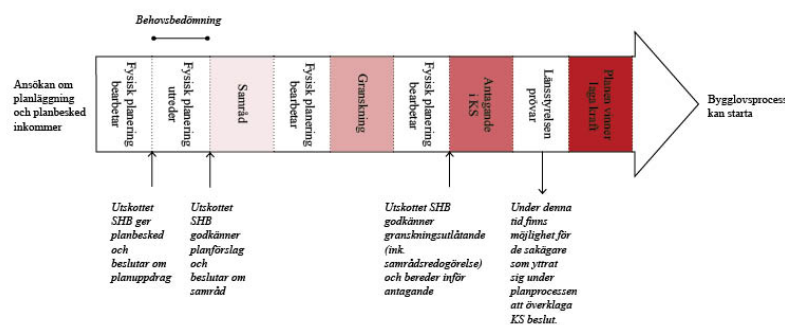 Behovsbedömning
Ansökan om
planläggning
och planbesked
inkommer
Fysisk planering
bearbetar
Fysisk planering
utreder
Samråd
Fysisk planering
bearbetar
Granskning
Fysisk planering
bearbetar
Antagande
i KS
Länsstyrelsen
prövar
Planen vinner
laga kraft
Bygglovsprocess
kan starta
Utskottet
SHB ger
planbesked
och
beslutar om
planuppdrag
Utskottet
SHB
godkänner
planförslag
och
beslutar om
samråd
Utskottet SHB
godkänner
granskningsutlåtande
(ink.
samrådsredogörelse)
och bereder inför
antagande
Under denna
tid finns
möjlighet för
de sakägare
som yttrat
sig under
planprocessen
att överklaga
KS beslut.